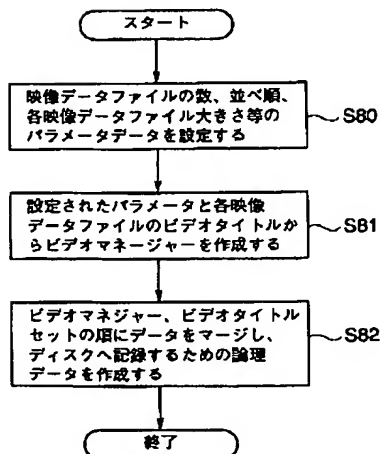 スタート
映像データファイルの数、並べ順、
各映像データファイル大きさ等の
パラメータデータを設定する
S80
設定されたパラメータと各映像
データファイルのビデオタイトルか
らビデオマネージャーを作成する
S81
ビデオマネジャー、ビデオタイトル
セットの順にデータをマージし、
ディスクへ記録するための論理
データを作成する
S82
終了